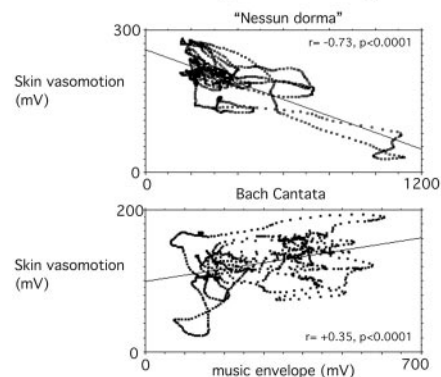 “Nessun dorma”
300
r= -0.73, p<0.0001
Skin vasomotion
(mV)
0
0
1200
Bach Cantata
200
Skin vasomotion
(mV)
r= +0.35, p<0.0001
0
0
700
music envelope (mV)